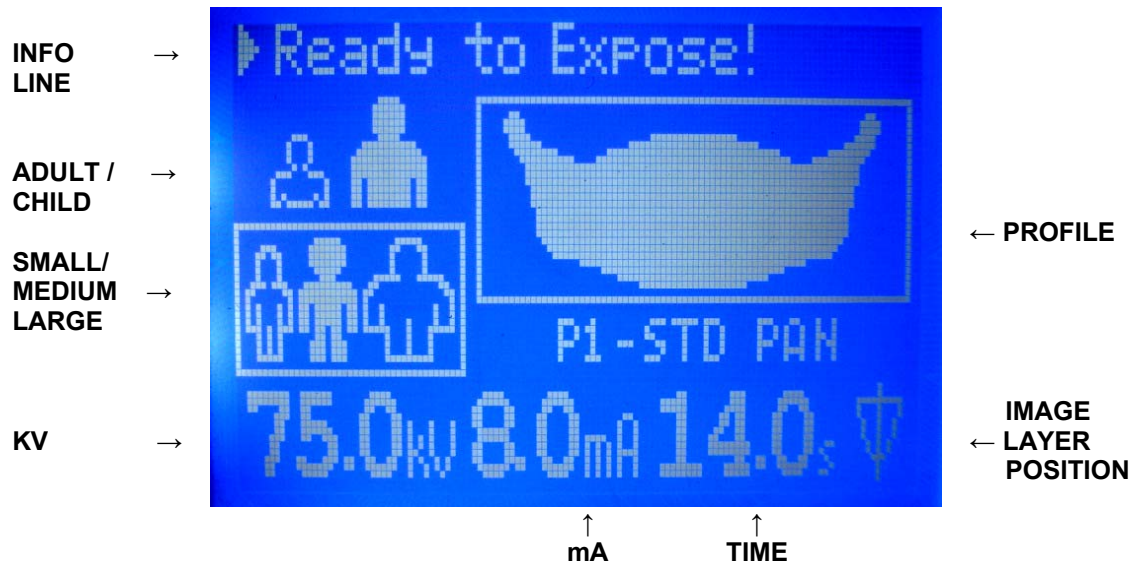 INFO →
LINE
▶Ready to Expose!
ADULT / →
CHILD
SMALL/
MEDIUM →
LARGE
← PROFILE
P1-STD PAN
KV →
75.0kV 8.0mA 14.0s
IMAGE
← LAYER
POSITION
↑ ↑
mA TIME